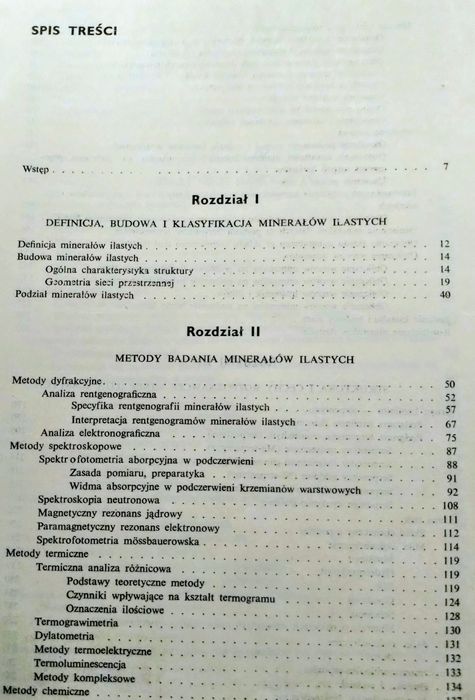 SPIS TREŚCI
Wstęp . . . . . . . . . . 7
Rozdział I
DEFINICJA, BUDOWA I KLASYFIKACJA MINERAŁÓW ILASTYCH
Definicja minerałów ilastych . . . . . . . . . . 12
Budowa minerałów ilastych . . . . . . . . . . 14
Ogólna charakterystyka struktury . . . . . . . . . . 14
Geometria sieci przestrzennej . . . . . . . . . . 19
Podział minerałów ilastych . . . . . . . . . . 40
Rozdział II
METODY BADANIA MINERAŁÓW ILASTYCH
Metody dyfrakcyjne . . . . . . . . . . 50
Analiza rentgenograficzna . . . . . . . . . . 52
Specyfika rentgenografii minerałów ilastych . . . . . . . . . . 57
Interpretacja rentgenogramów minerałów ilastych . . . . . . . . . . 67
Analiza elektronograficzna . . . . . . . . . . 75
Metody spektroskopowe . . . . . . . . . . 87
Spektrofotometria aborpcyjna w podczerwieni . . . . . . . . . . 88
Zasada pomiaru, preparatyka . . . . . . . . . . 91
Widma absorpcyjne w podczerwieni krzemianów warstwowych . . . . . . . . . . 92
Spektroskopia neutronowa . . . . . . . . . . 108
Magnetyczny rezonans jądrowy . . . . . . . . . . 111
Paramagnetyczny rezonans elektronowy . . . . . . . . . . 112
Spektrofotometria mössbauerowska . . . . . . . . . . 114
Metody termiczne . . . . . . . . . . 119
Termiczna analiza różnicowa . . . . . . . . . . 119
Podstawy teoretyczne metody . . . . . . . . . . 119
Czynniki wpływające na kształt termogramu . . . . . . . . . . 124
Oznaczenia ilościowe . . . . . . . . . . 128
Termograwimetria . . . . . . . . . . 130
Dylatometria . . . . . . . . . . 131
Metody termoelektryczne . . . . . . . . . . 132
Termoluminescencja . . . . . . . . . . 133
Metody kompleksowe . . . . . . . . . . 134
Metody chemiczne . . . . . . . . . .